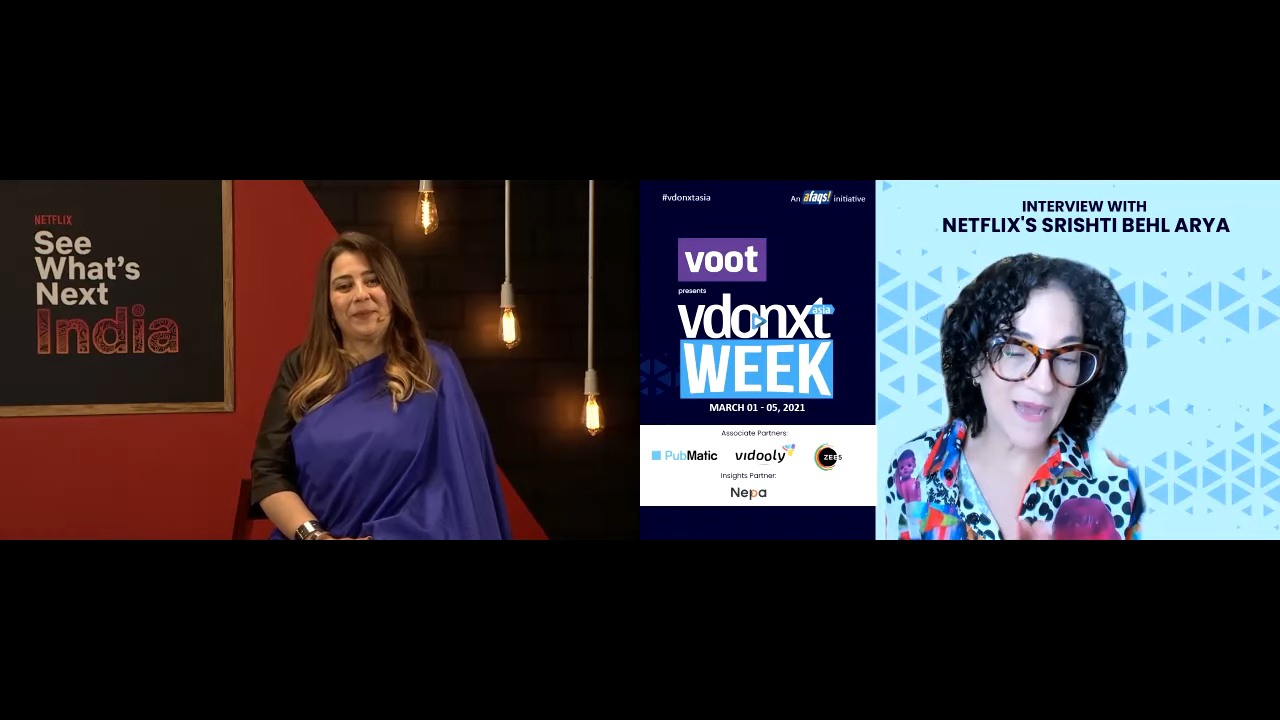 NETFLIX
See
What's
Next
India
#vdonxtasia
An afaqs! initiative
voot
presents
vdonxt asia
WEEK
MARCH 01 - 05, 2021
Associate Partners:
PubMatic
vidooly
ZEE5
Insights Partner:
Nepa
INTERVIEW WITH
NETFLIX'S SRISHTI BEHL ARYA